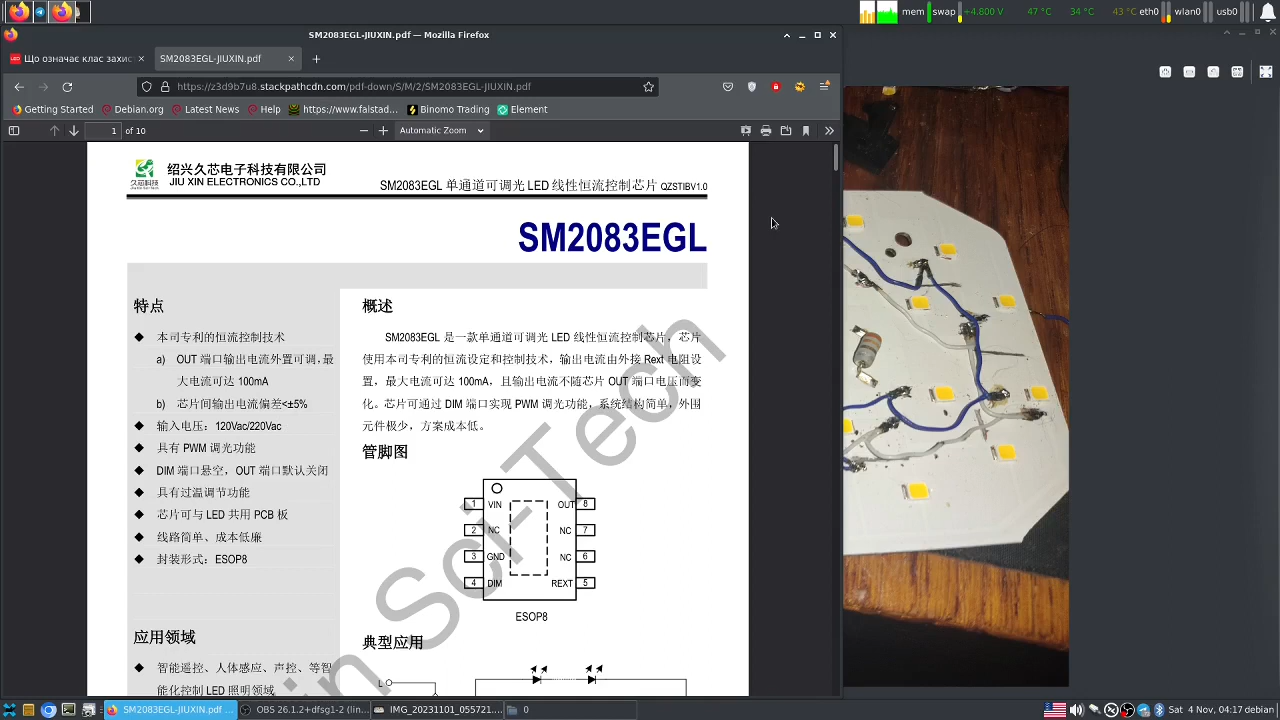 mem swap +4.800 V 47 °C 34 °C 43 °C eth0 wlan0 usb0
SM2083EGL-JIUXIN.pdf — Mozilla Firefox
Що означає клас захис
SM2083EGL-JIUXIN.pdf
https://z3d9b7u8.stackpathcdn.com/pdf-down/S/M/2/SM2083EGL-JIUXIN.pdf
Getting Started Debian.org Latest News Help https://www.falstad... Binomo Trading Element
1 of 10 Automatic Zoom
绍兴久芯电子科技有限公司
久芯科技 JIU XIN ELECTRONICS CO.,LTD
SM2083EGL 单通道可调光 LED 线性恒流控制芯片 QZSTIBV1.0
SM2083EGL
特点
◆ 本司专利的恒流控制技术
a) OUT 端口输出电流外置可调,最
大电流可达 100mA
b) 芯片间输出电流偏差<±5%
◆ 输入电压：120Vac/220Vac
◆ 具有 PWM 调光功能
◆ DIM 端口悬空，OUT 端口默认关闭
◆ 具有过温调节功能
◆ 芯片可与 LED 共用 PCB 板
◆ 线路简单、成本低廉
◆ 封装形式：ESOP8
应用领域
◆ 智能遥控、人体感应、声控、等智
能化控制 LED 照明领域
概述
SM2083EGL 是一款单通道可调光 LED 线性恒流控制芯片，芯片
使用本司专利的恒流设定和控制技术，输出电流由外接 Rext 电阻设
置，最大电流可达 100mA，且输出电流不随芯片 OUT 端口电压而变
化。芯片可通过 DIM 端口实现 PWM 调光功能，系统结构简单，外围
元件极少，方案成本低。
管脚图
1 VIN OUT 8
2 NC NC 7
3 GND NC 6
4 DIM REXT 5
ESOP8
典型应用
L
in Sci-Tech
SM2083EGL-JIUXIN.pdf ... OBS 26.1.2+dfsg1-2 (lin... IMG_20231101_055721.... 0
Sat 4 Nov, 04:17 debian